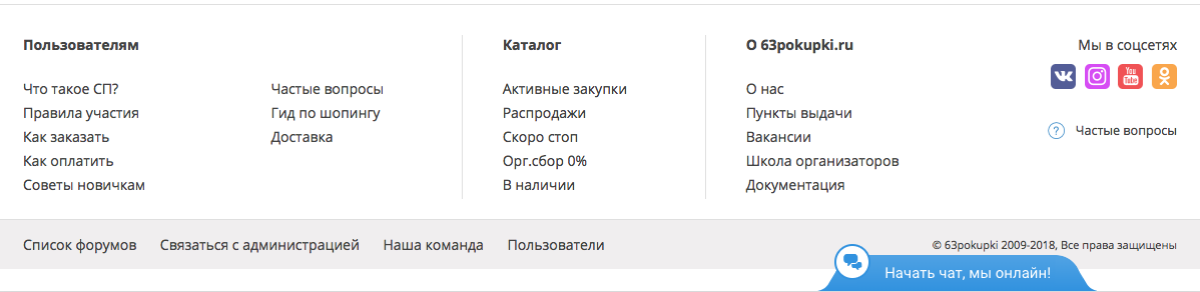 Пользователям
Что такое СП?
Правила участия
Как заказать
Как оплатить
Советы новичкам
Частые вопросы
Гид по шопингу
Доставка
Каталог
Активные закупки
Распродажи
Скоро стоп
Орг.сбор 0%
В наличии
О 63pokupki.ru
О нас
Пункты выдачи
Вакансии
Школа организаторов
Документация
Мы в соцсетях
You Tube
? Частые вопросы
Список форумов Связаться с администрацией Наша команда Пользователи
© 63pokupki 2009-2018, Все права защищены
Начать чат, мы онлайн!